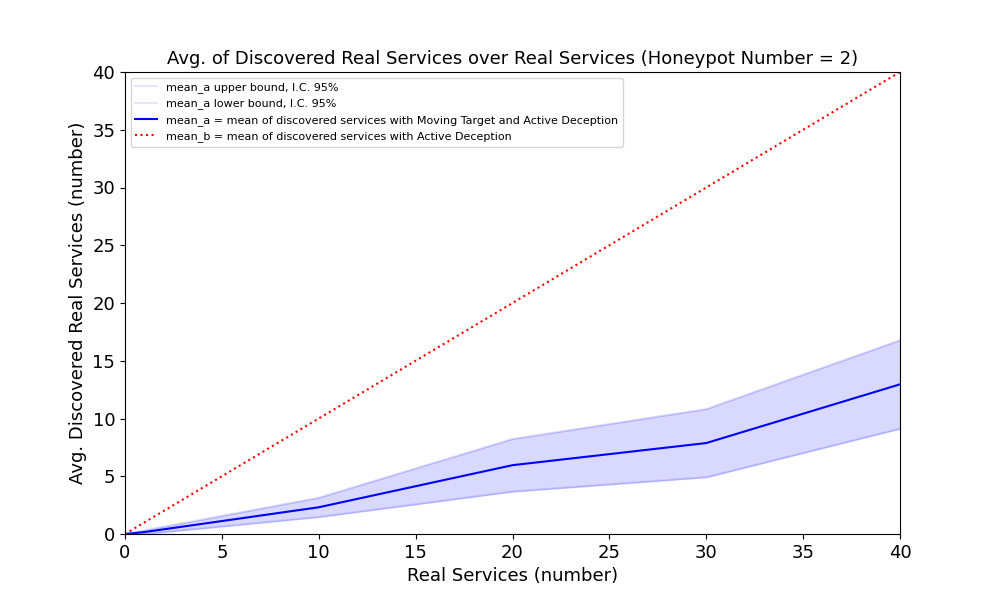 Avg. of Discovered Real Services over Real Services (Honeypot Number = 2)
mean_a upper bound, I.C. 95%
mean_a lower bound, I.C. 95%
mean_a = mean of discovered services with Moving Target and Active Deception
mean_b = mean of discovered services with Active Deception
Avg. Discovered Real Services (number)
40
35
30
25
20
15
10
5
0
0 5 10 15 20 25 30 35 40
Real Services (number)